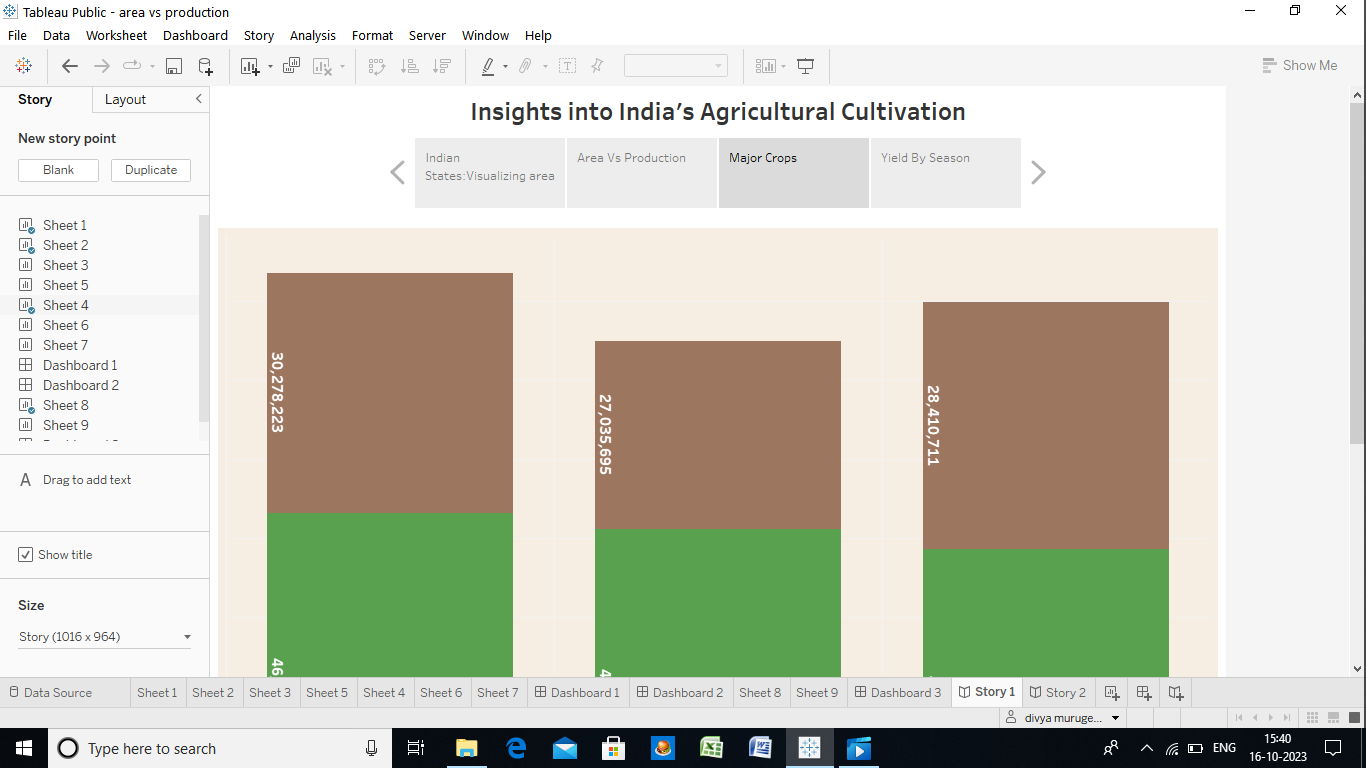 Tableau Public - area vs production
File Data Worksheet Dashboard Story Analysis Format Server Window Help
Show Me
Story Layout
New story point
Blank Duplicate
Sheet 1
Sheet 2
Sheet 3
Sheet 5
Sheet 4
Sheet 6
Sheet 7
Dashboard 1
Dashboard 2
Sheet 8
Sheet 9
A Drag to add text
Show title
Size
Story (1016 x 964)
Insights into India's Agricultural Cultivation
Indian
States:Visualizing area
Area Vs Production
Major Crops
Yield By Season
30,278,223
27,035,695
28,410,711
46
4
Data Source Sheet 1 Sheet 2 Sheet 3 Sheet 5 Sheet 4 Sheet 6 Sheet 7 Dashboard 1 Dashboard 2 Sheet 8 Sheet 9 Dashboard 3 Story 1 Story 2
divya muruge...
Type here to search
ENG
15:40
16-10-2023